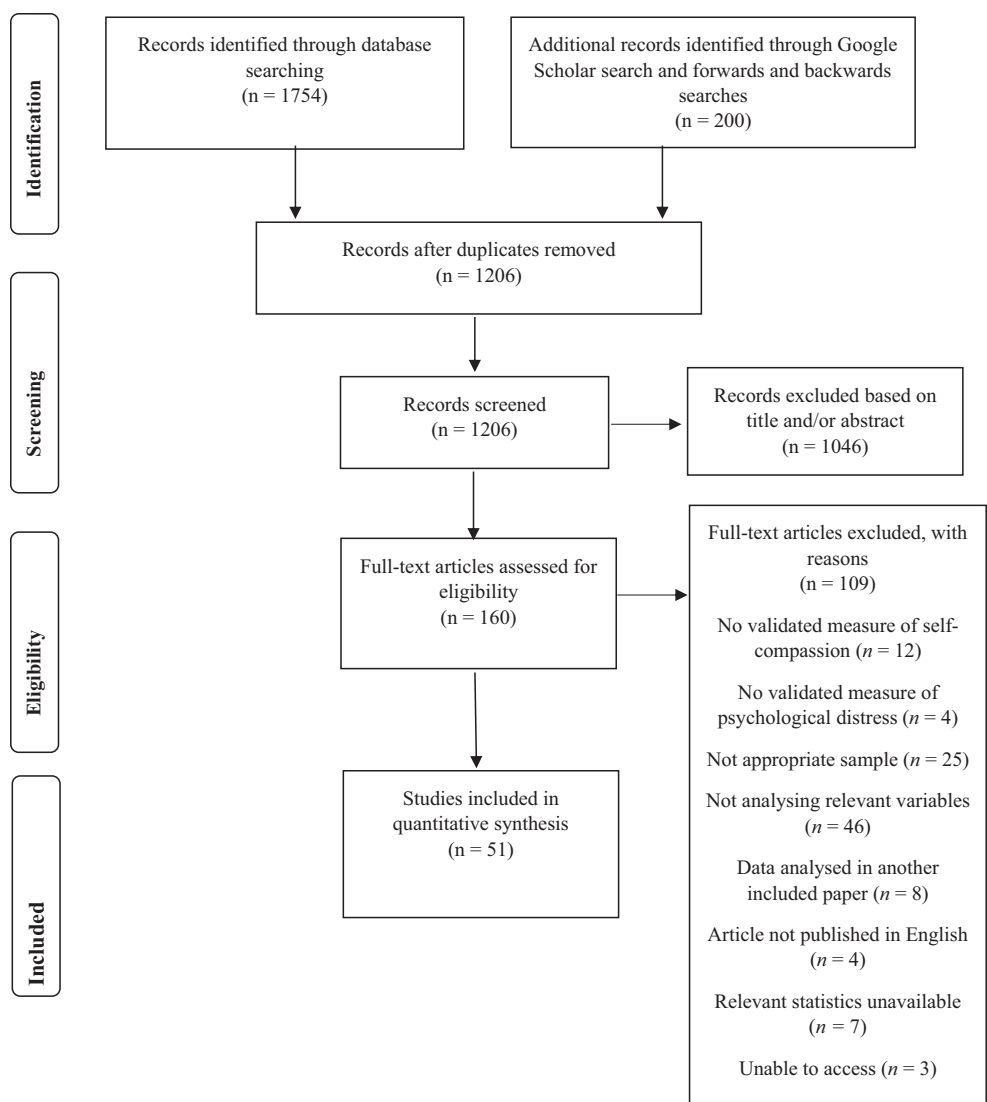 Identification
Records identified through database
searching
(n = 1754)
Additional records identified through Google
Scholar search and forwards and backwards
searches
(n = 200)
Records after duplicates removed
(n = 1206)
Screening
Records screened
(n = 1206)
Records excluded based on
title and/or abstract
(n = 1046)
Eligibility
Full-text articles assessed for
eligibility
(n = 160)
Full-text articles excluded, with
reasons
(n = 109)
No validated measure of self-
compassion (n = 12)
No validated measure of
psychological distress (n = 4)
Not appropriate sample (n = 25)
Not analysing relevant variables
(n = 46)
Data analysed in another
included paper (n = 8)
Article not published in English
(n = 4)
Relevant statistics unavailable
(n = 7)
Unable to access (n = 3)
Included
Studies included in
quantitative synthesis
(n = 51)